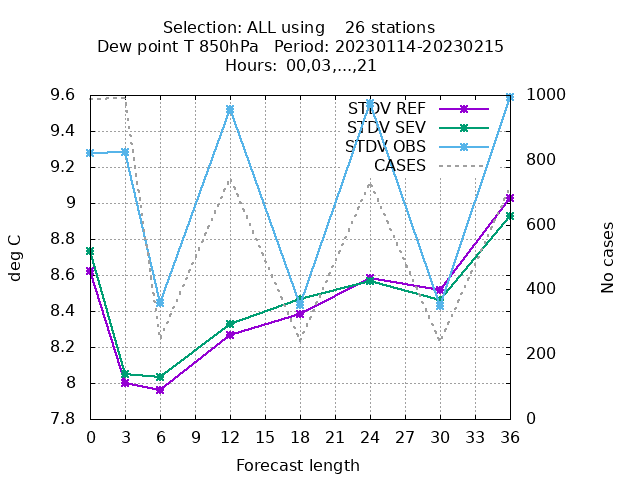 Selection: ALL using    26 stations
Dew point T 850hPa   Period: 20230114-20230215
Hours: 00,03,...,21
STDV REF
STDV SEV
STDV OBS
CASES
9.6
9.4
9.2
9
8.8
8.6
8.4
8.2
8
7.8
deg C
1000
800
600
400
200
0
No cases
0 3 6 9 12 15 18 21 24 27 30 33 36
Forecast length